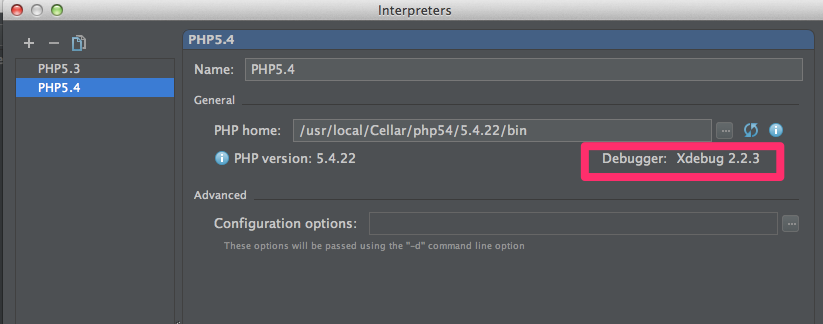 Interpreters
PHP5.3
PHP5.4
PHP5.4
Name: PHP5.4
General
PHP home: /usr/local/Cellar/php54/5.4.22/bin
PHP version: 5.4.22 Debugger: Xdebug 2.2.3
Advanced
Configuration options:
These options will be passed using the "-d" command line option